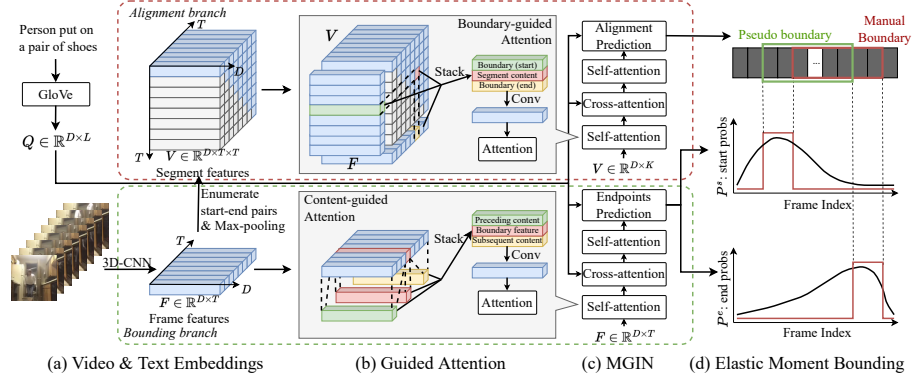 Person put on
a pair of shoes
GloVe
Q ∈ ℝ^{D×L}
3D-CNN
Alignment branch
T
D
T
V ∈ ℝ^{D×T×T}
Segment features
Enumerate
start-end pairs
& Max-pooling
T
D
F ∈ ℝ^{D×T}
Frame features
Bounding branch
V
F
Boundary-guided
Attention
Stack
Boundary (start)
Segment content
Boundary (end)
Conv
Attention
Content-guided
Attention
Stack
Preceding content
Boundary feature
Subsequent content
Conv
Attention
Alignment
Prediction
Self-attention
Cross-attention
Self-attention
V ∈ ℝ^{D×K}
Endpoints
Prediction
Self-attention
Cross-attention
Self-attention
F ∈ ℝ^{D×T}
Pseudo boundary
Manual
Boundary
...
P^s: start probs
Frame Index
P^e: end probs
Frame Index
(a) Video & Text Embeddings
(b) Guided Attention
(c) MGIN
(d) Elastic Moment Bounding